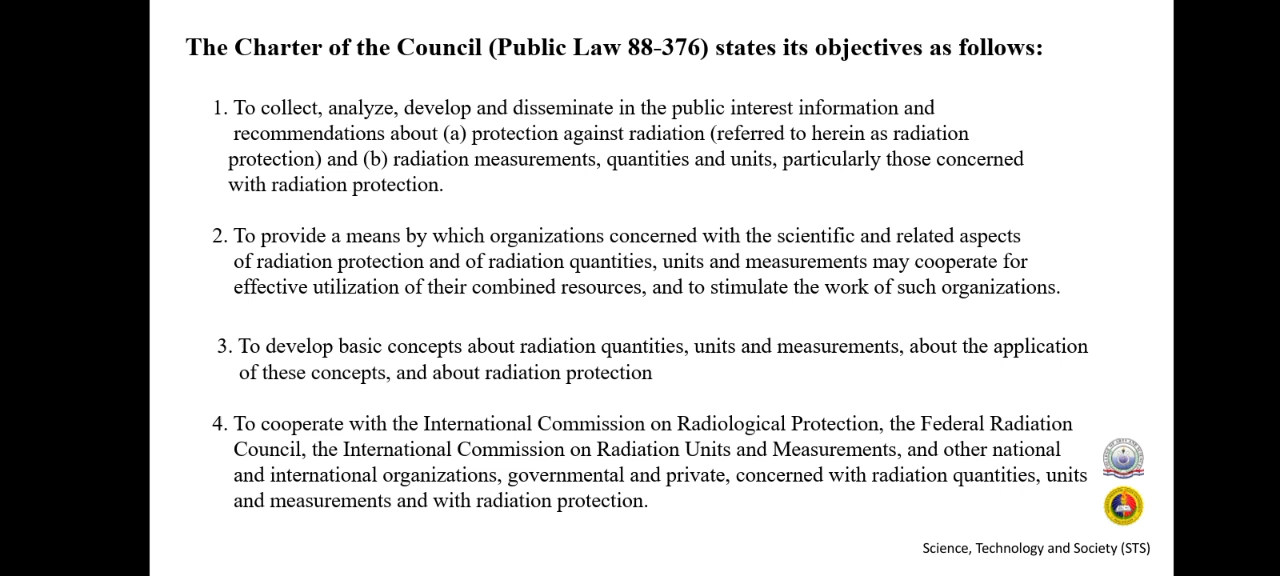 The Charter of the Council (Public Law 88-376) states its objectives as follows:
1. To collect, analyze, develop and disseminate in the public interest information and
recommendations about (a) protection against radiation (referred to herein as radiation
protection) and (b) radiation measurements, quantities and units, particularly those concerned
with radiation protection.
2. To provide a means by which organizations concerned with the scientific and related aspects
of radiation protection and of radiation quantities, units and measurements may cooperate for
effective utilization of their combined resources, and to stimulate the work of such organizations.
3. To develop basic concepts about radiation quantities, units and measurements, about the application
of these concepts, and about radiation protection
4. To cooperate with the International Commission on Radiological Protection, the Federal Radiation
Council, the International Commission on Radiation Units and Measurements, and other national
and international organizations, governmental and private, concerned with radiation quantities, units
and measurements and with radiation protection.
Science, Technology and Society (STS)